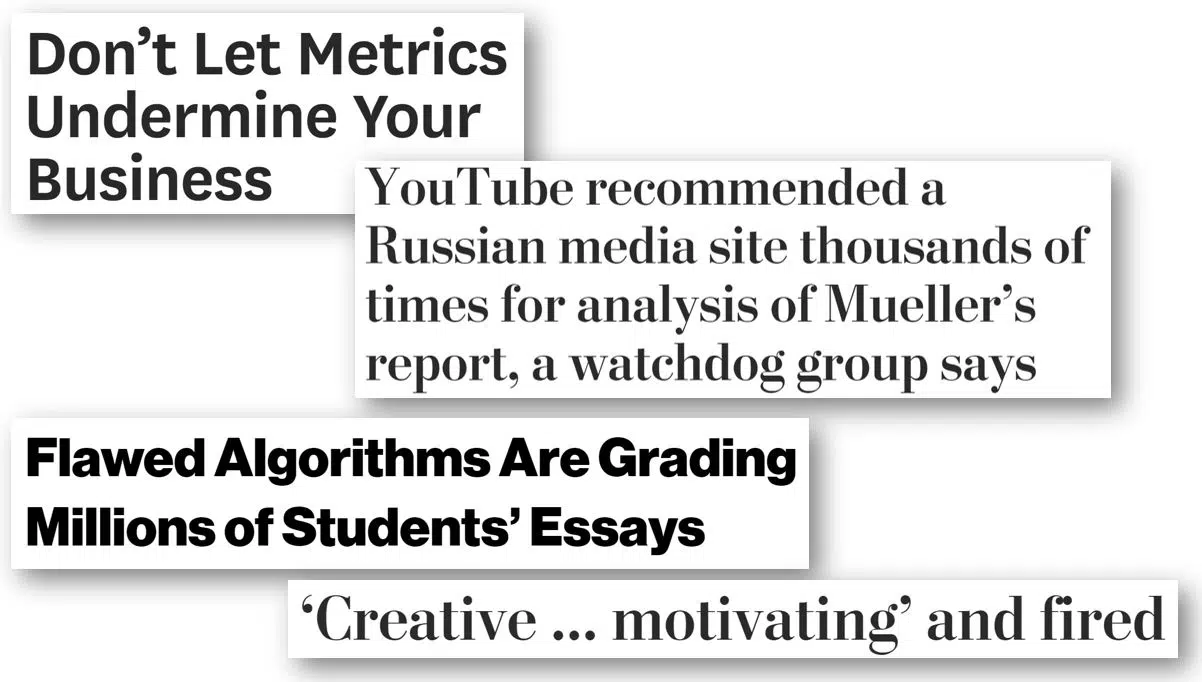 Don’t Let Metrics
Undermine Your
Business
YouTube recommended a
Russian media site thousands of
times for analysis of Mueller’s
report, a watchdog group says
Flawed Algorithms Are Grading
Millions of Students’ Essays
‘Creative ... motivating’ and fired